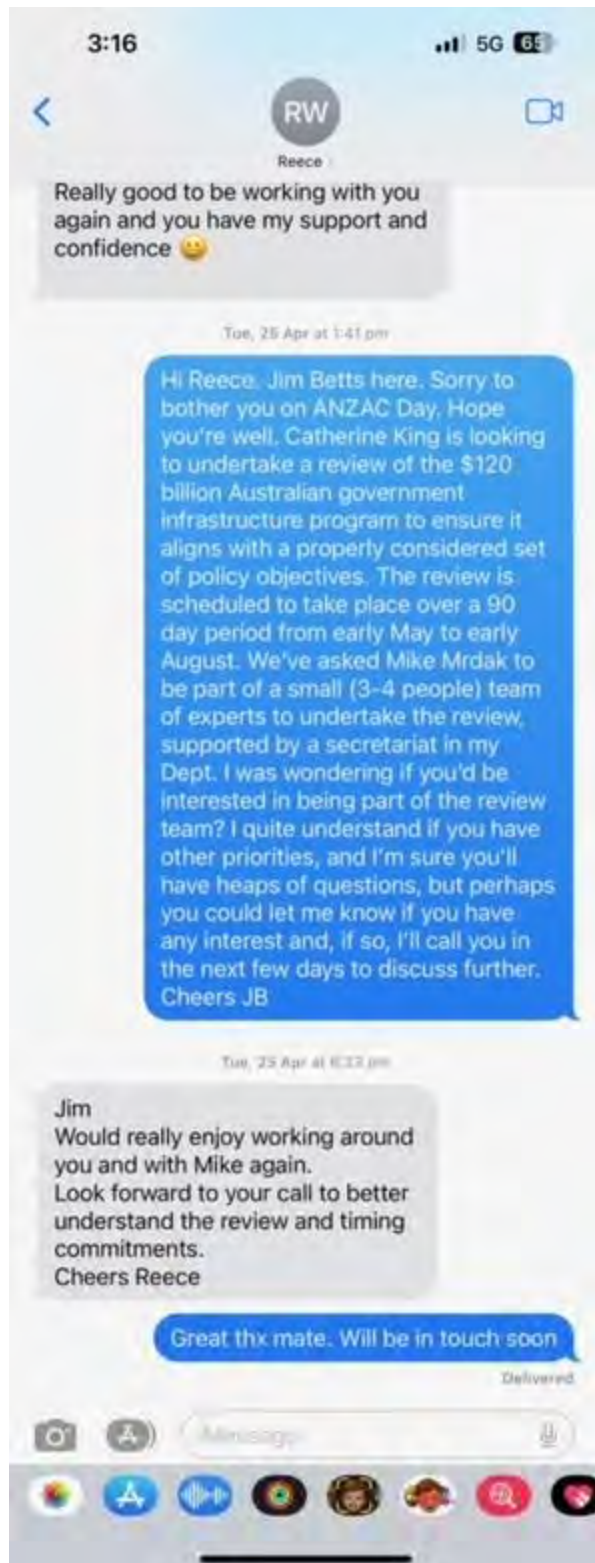 3:16
5G 65
RW
Reece
Really good to be working with you
again and you have my support and
confidence 😀
Tue, 25 Apr at 1:41 pm
Hi Reece. Jim Betts here. Sorry to
bother you on ANZAC Day. Hope
you're well. Catherine King is looking
to undertake a review of the $120
billion Australian government
infrastructure program to ensure it
aligns with a properly considered set
of policy objectives. The review is
scheduled to take place over a 90
day period from early May to early
August. We've asked Mike Mrdak to
be part of a small (3-4 people) team
of experts to undertake the review,
supported by a secretariat in my
Dept. I was wondering if you'd be
interested in being part of the review
team? I quite understand if you have
other priorities, and I'm sure you'll
have heaps of questions, but perhaps
you could let me know if you have
any interest and, if so, I'll call you in
the next few days to discuss further.
Cheers JB
Tue, 25 Apr at pm
Jim
Would really enjoy working around
you and with Mike again.
Look forward to your call to better
understand the review and timing
commitments.
Cheers Reece
Great thx mate. Will be in touch soon
Delivered